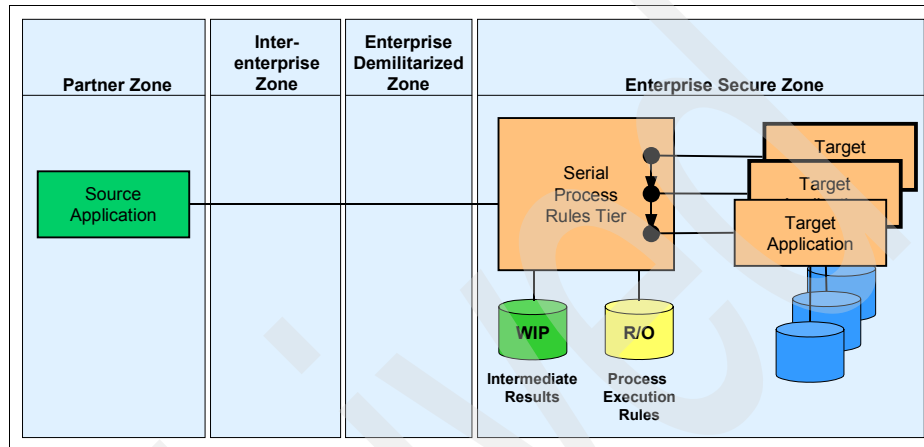 Partner Zone
Inter-
enterprise
Zone
Enterprise
Demilitarized
Zone
Enterprise Secure Zone
Source
Application
Serial
Process
Rules Tier
Target
Target
Target
Application
WIP
R/O
Intermediate
Results
Process
Execution
Rules